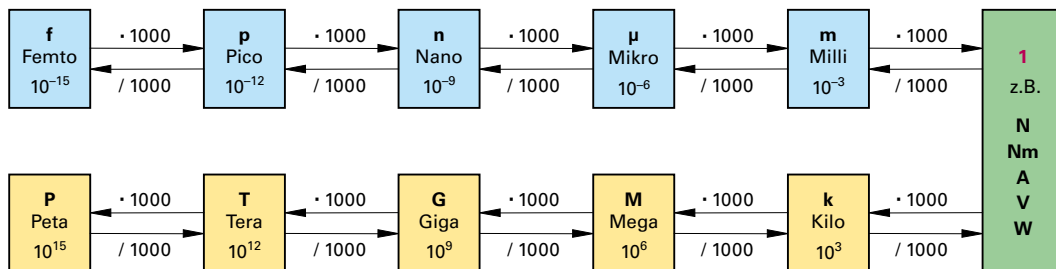 f · 1000 p · 1000 n · 1000 µ · 1000 m · 1000 1
Femto Pico Nano Mikro Milli z.B.
10⁻¹⁵ / 1000 10⁻¹² / 1000 10⁻⁹ / 1000 10⁻⁶ / 1000 10⁻³ / 1000
N
Nm
A
V
W
P · 1000 T · 1000 G · 1000 M · 1000 k · 1000
Peta Tera Giga Mega Kilo
10¹⁵ / 1000 10¹² / 1000 10⁹ / 1000 10⁶ / 1000 10³ / 1000